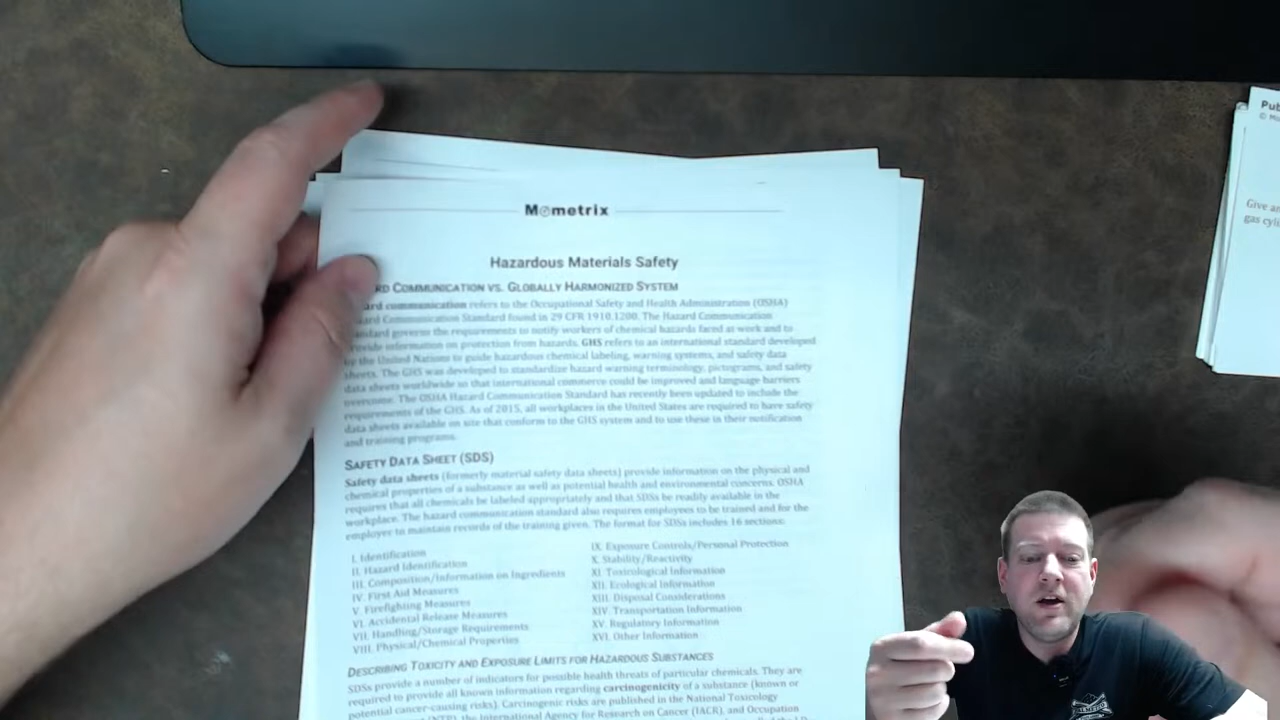 Mometrix
Hazardous Materials Safety
RD COMMUNICATION VS. GLOBALLY HARMONIZED SYSTEM
ard communication refers to the Occupational Safety and Health Administration (OSHA)
ard Communication Standard found in 29 CFR 1910.1200. The Hazard Communication
andard governs the requirements to notify workers of chemical hazards faced at work and to
rovide information on protection from hazards. GHS refers to an international standard developed
by the United Nations to guide hazardous chemical labeling, warning systems, and safety data
sheets. The GHS was developed to standardize hazard warning terminology, pictograms, and safety
data sheets worldwide so that international commerce could be improved and language barriers
overcome. The OSHA Hazard Communication Standard has recently been updated to include the
requirements of the GHS. As of 2015, all workplaces in the United States are required to have safety
data sheets available on site that conform to the GHS system and to use these in their notification
and training programs.
SAFETY DATA SHEET (SDS)
Safety data sheets (formerly material safety data sheets) provide information on the physical and
chemical properties of a substance as well as potential health and environmental concerns. OSHA
requires that all chemicals be labeled appropriately and that SDSs be readily available in the
workplace. The hazard communication standard also requires employees to be trained and for the
employer to maintain records of the training given. The format for SDSs includes 16 sections:
I. Identification
II. Hazard Identification
III. Composition/Information on Ingredients
IV. First Aid Measures
V. Firefighting Measures
VI. Accidental Release Measures
VII. Handling/Storage Requirements
VIII. Physical/Chemical Properties
IX. Exposure Controls/Personal Protection
X. Stability/Reactivity
XI. Toxicological Information
XII. Ecological Information
XIII. Disposal Considerations
XIV. Transportation Information
XV. Regulatory Information
XVI. Other Information
DESCRIBING TOXICITY AND EXPOSURE LIMITS FOR HAZARDOUS SUBSTANCES
SDSs provide a number of indicators for possible health threats of particular chemicals. They are
required to provide all known information regarding carcinogenicity of a substance (known or
potential cancer-causing risks). Carcinogenic risks are published in the National Toxicology
(NTP), the International Agency for Research on Cancer (IACR), and Occupation
Pub
Give an
gas cyli